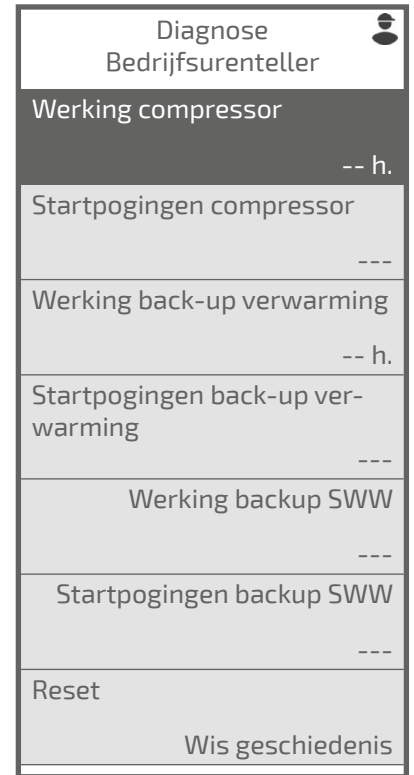 Diagnose
Bedrijfsurenteller
Werking compressor
-- h.
Startpogingen compressor
---
Werking back-up verwarming
-- h.
Startpogingen back-up ver-
warming
---
Werking backup SWW
---
Startpogingen backup SWW
---
Reset
Wis geschiedenis